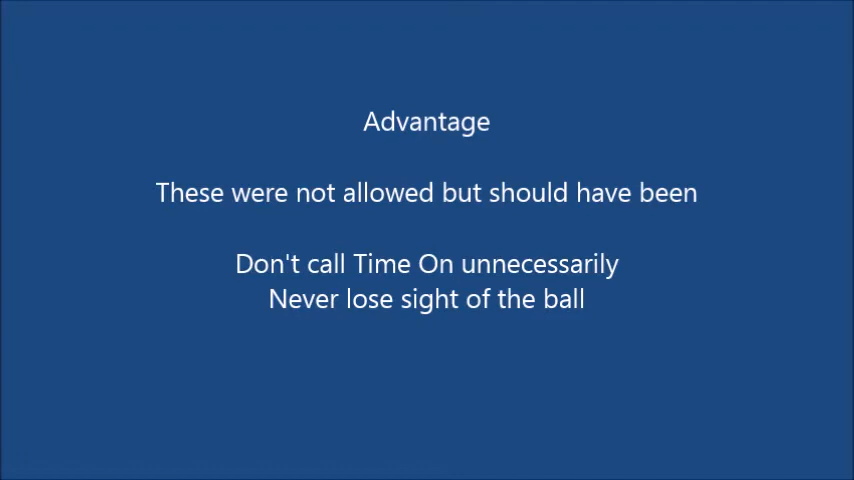 Advantage
These were not allowed but should have been
Don't call Time On unnecessarily
Never lose sight of the ball